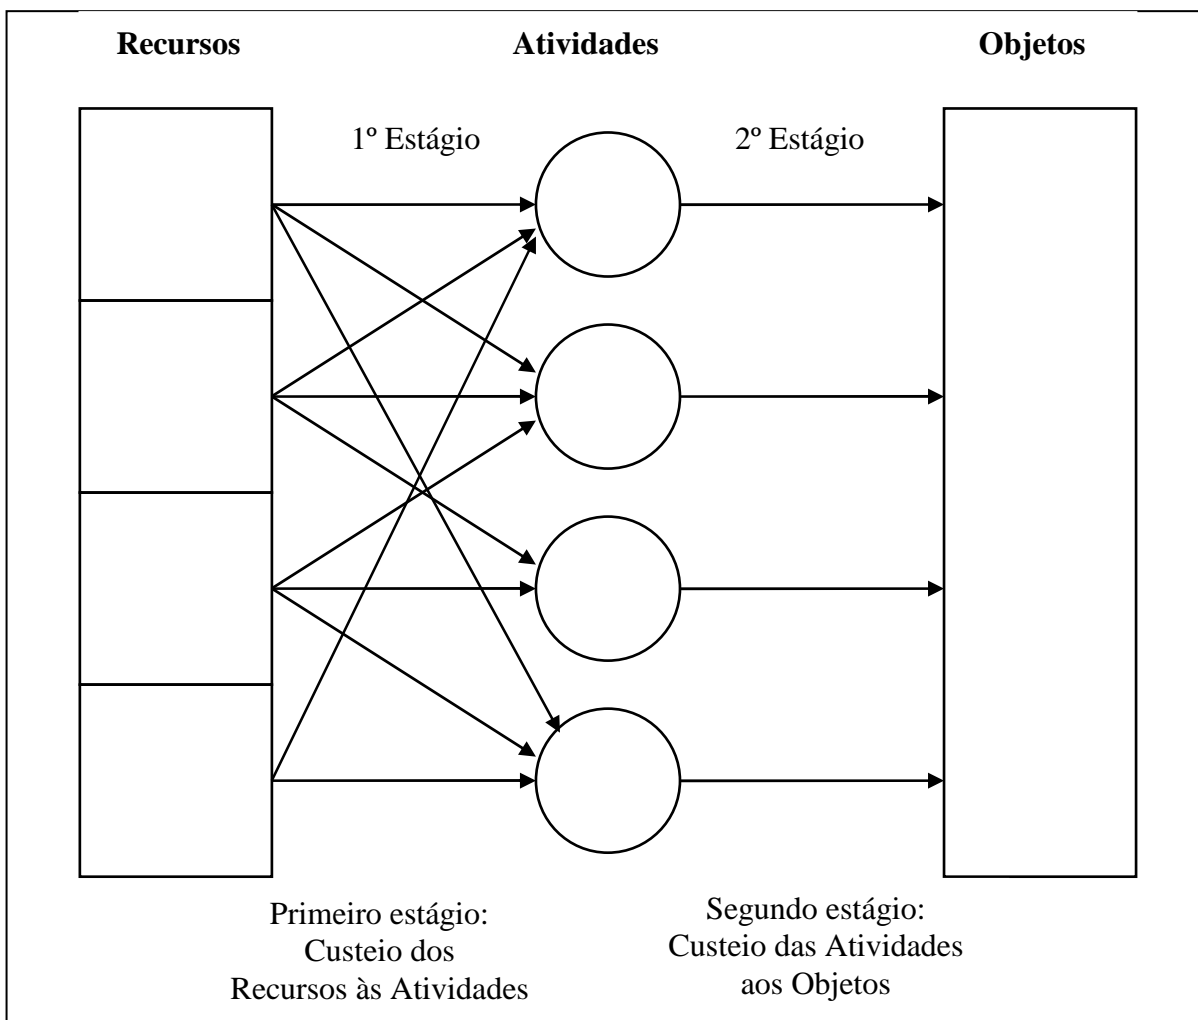 Recursos
Atividades
Objetos
1º Estágio
2º Estágio
Primeiro estágio:
Custeio dos
Recursos às Atividades
Segundo estágio:
Custeio das Atividades
aos Objetos